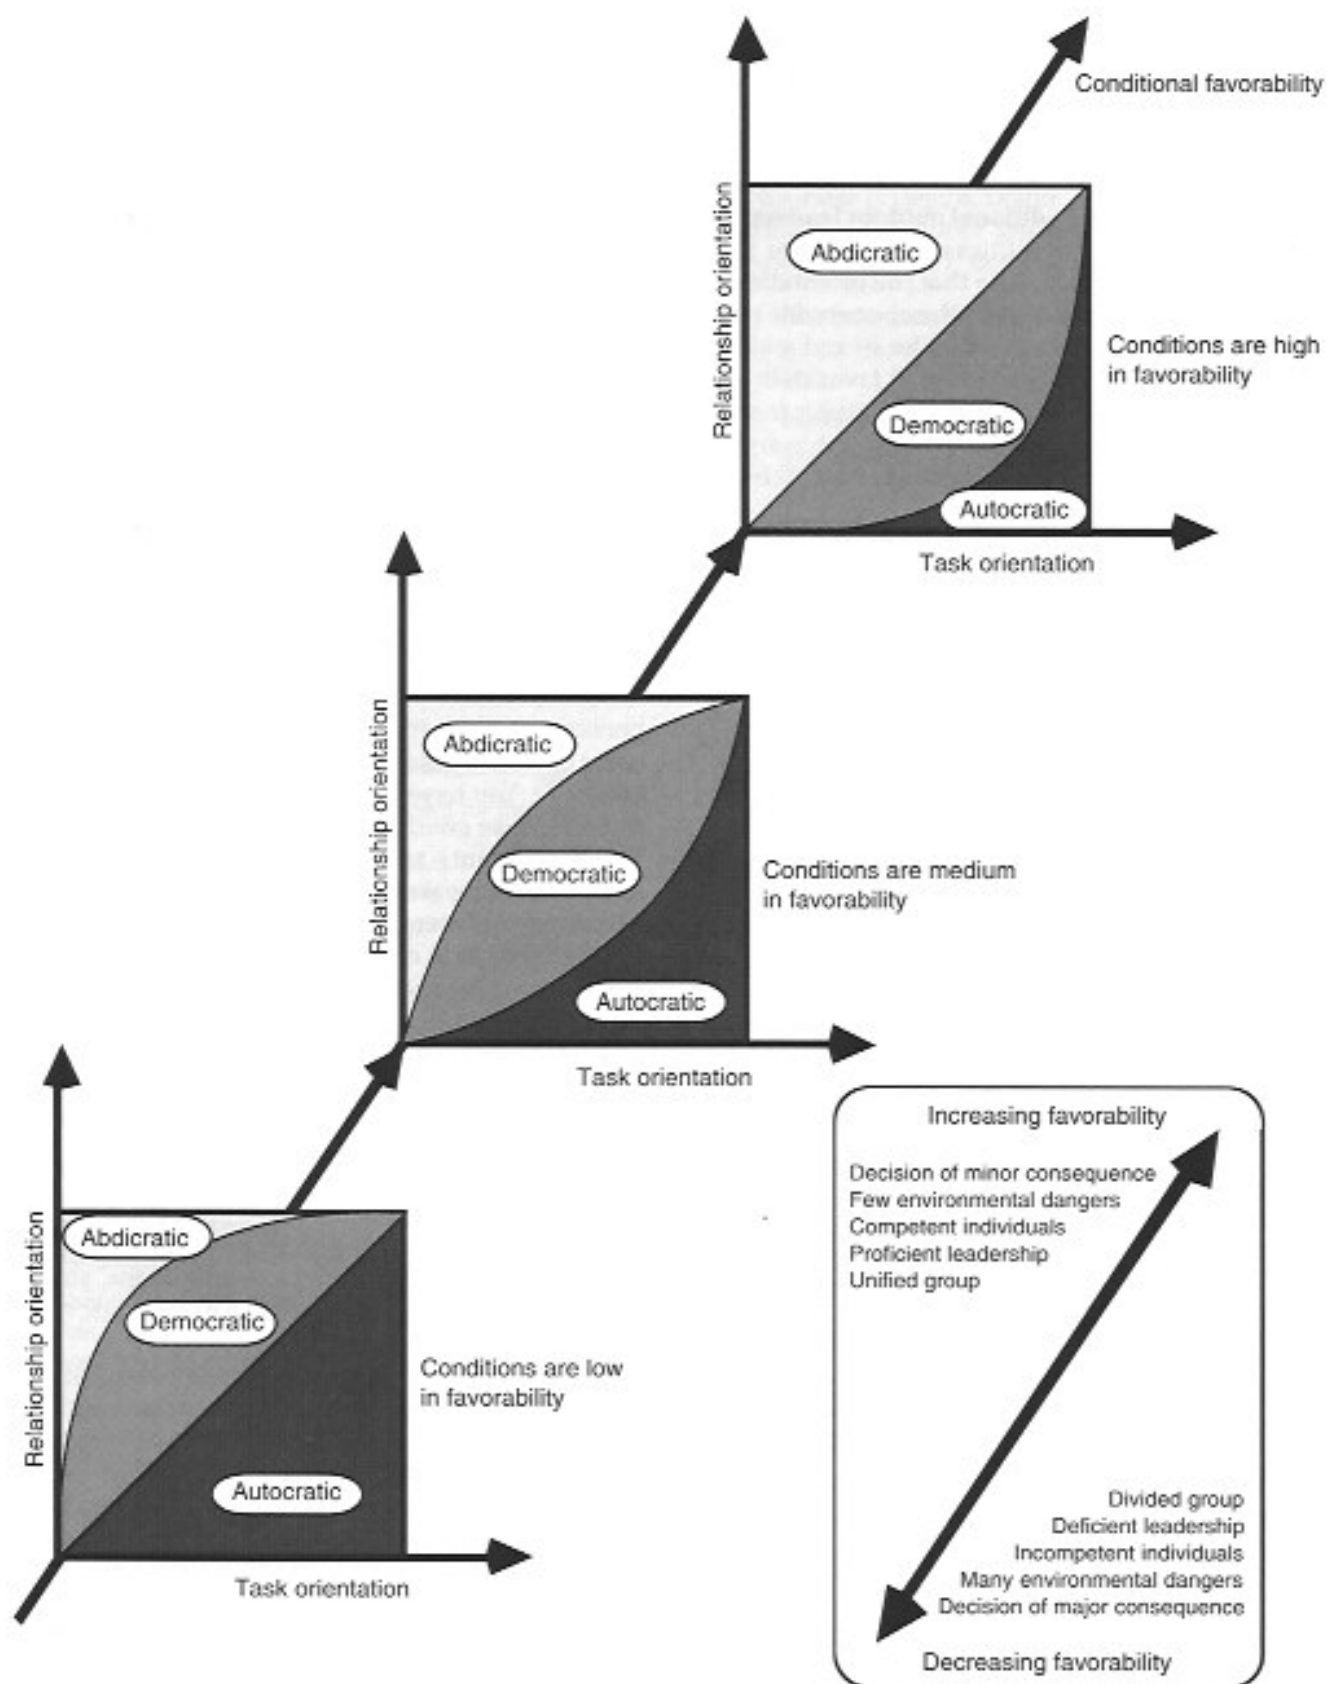 Conditional favorability
Relationship orientation
Abdicratic
Democratic
Autocratic
Conditions are high
in favorability
Task orientation
Relationship orientation
Abdicratic
Democratic
Autocratic
Conditions are medium
in favorability
Task orientation
Relationship orientation
Abdicratic
Democratic
Autocratic
Conditions are low
in favorability
Task orientation
Increasing favorability
Decision of minor consequence
Few environmental dangers
Competent individuals
Proficient leadership
Unified group
Divided group
Deficient leadership
Incompetent individuals
Many environmental dangers
Decision of major consequence
Decreasing favorability